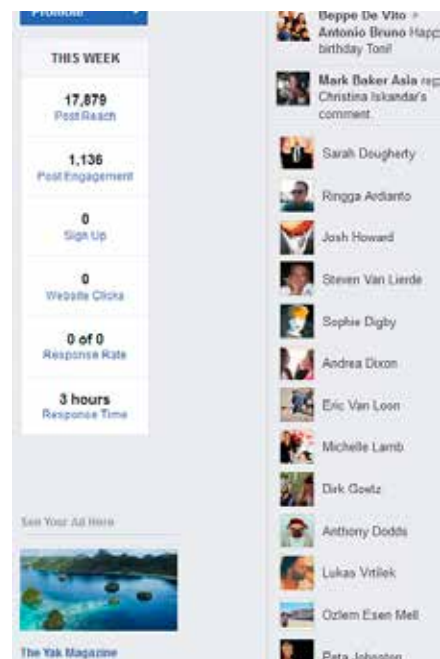 Promote
THIS WEEK
17,879
Post Reach
1,136
Post Engagement
0
Sign Up
0
Website Clicks
0 of 0
Response Rate
3 hours
Response Time
See Your Ad Here
The Yak Magazine
Beppe De Vito >
Antonio Bruno Happ
birthday Toni!
Mark Baker Asia rep
Christina Iskandar's
comment.
Sarah Dougherty
Ringga Ardianto
Josh Howard
Steven Van Lierde
Sophie Digby
Andrea Dixon
Eric Van Loon
Michelle Lamb
Dirk Goetz
Anthony Dodds
Lukas Vrtilek
Ozlem Esen Mell
Peta Johnston